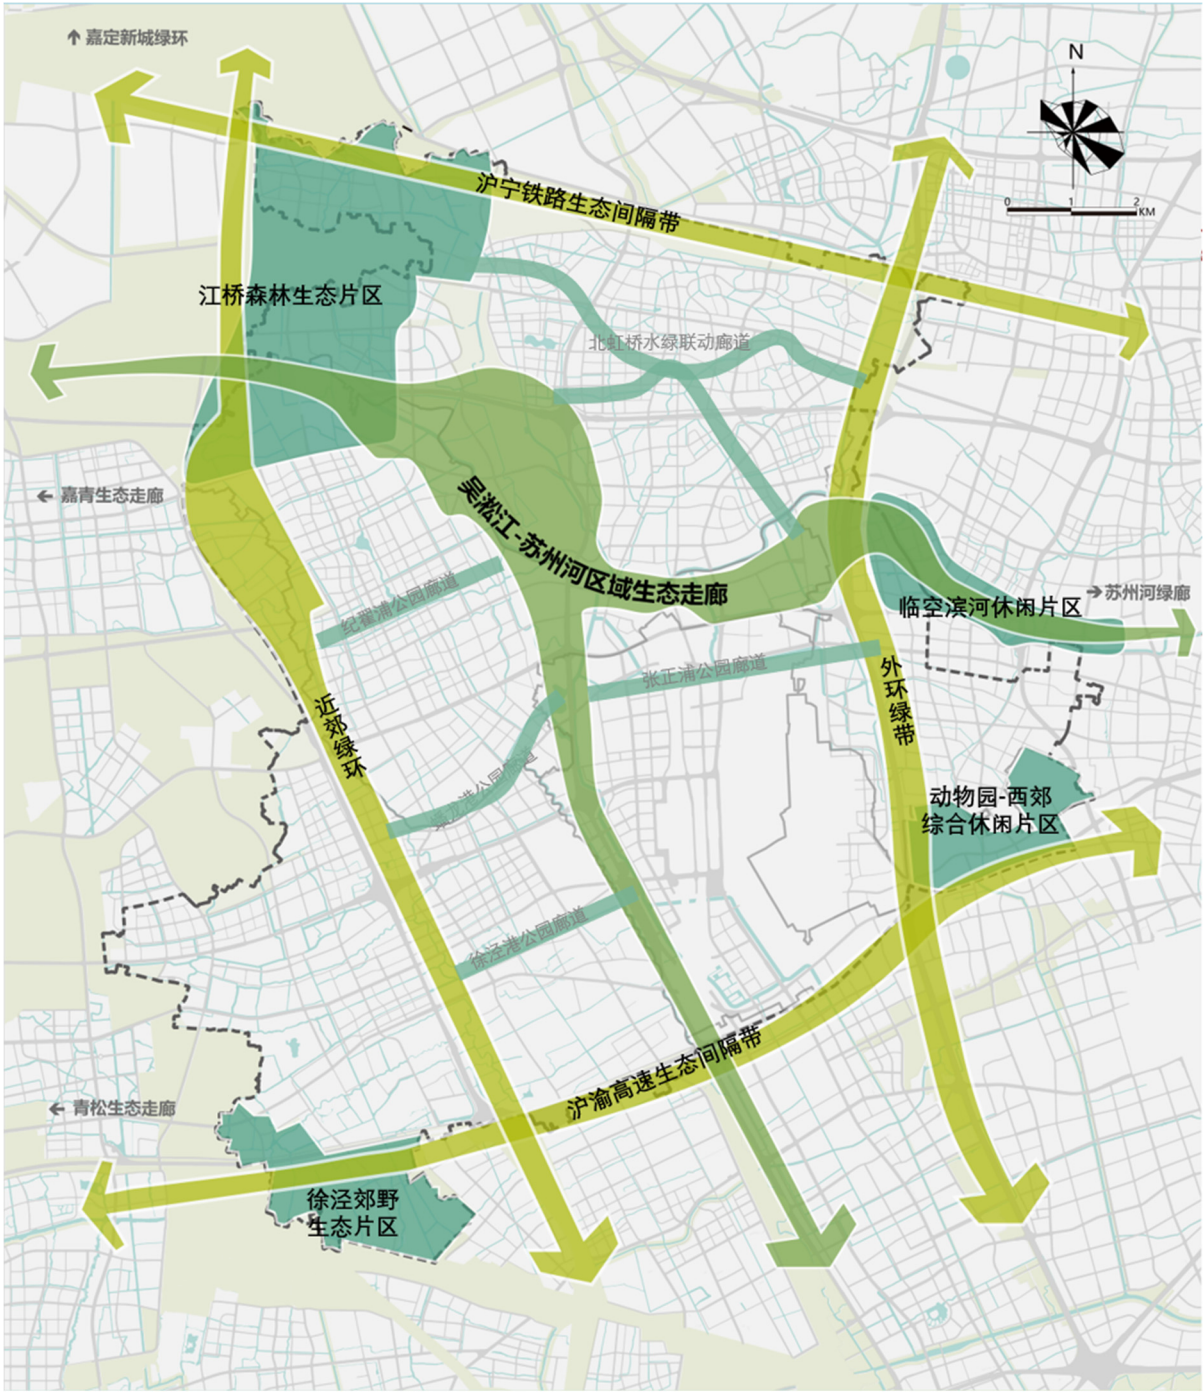 ↑ 嘉定新城绿环
N
0 1 2
KM
沪宁铁路生态间隔带
江桥森林生态片区
北虹桥水绿联动廊道
← 嘉青生态走廊
吴淞江-苏州河区域生态走廊
纪翟浦公园廊道
→ 苏州河绿廊
临空滨河休闲片区
张正浦公园廊道
外环绿带
近郊绿环
动物园-西郊
综合休闲片区
徐泾港公园廊道
沪渝高速生态间隔带
← 青松生态走廊
徐泾郊野
生态片区